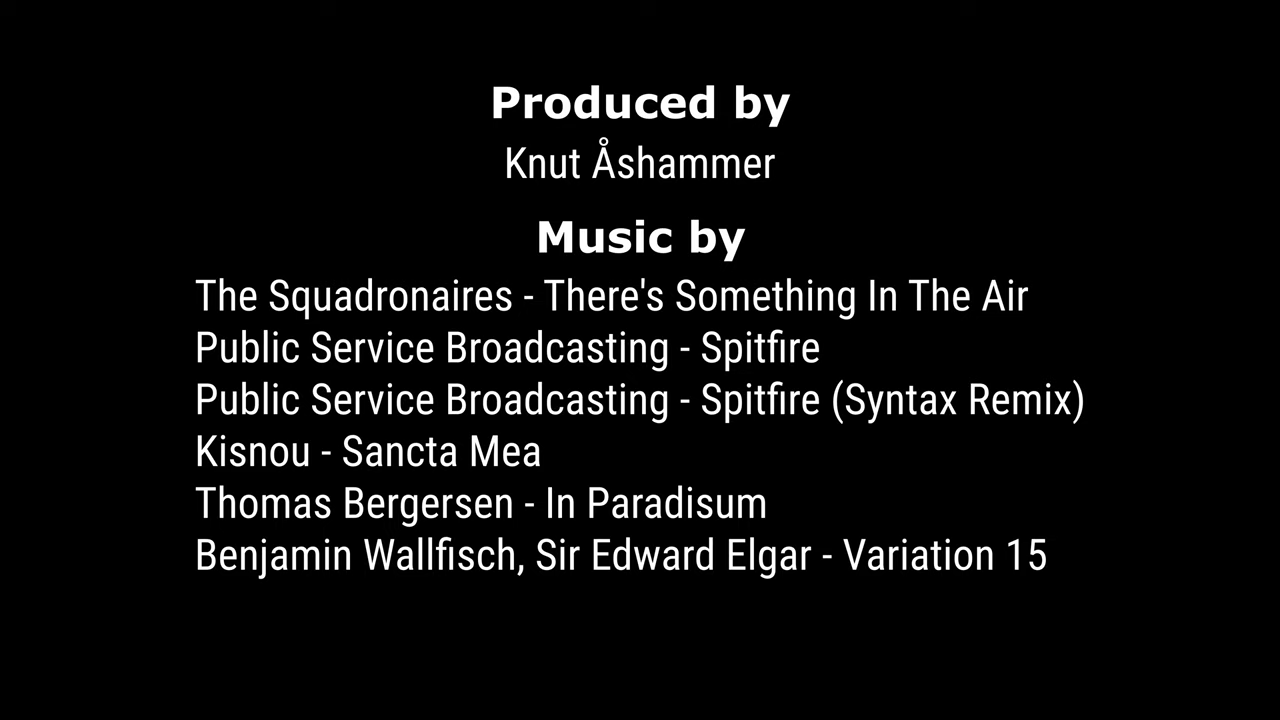 Produced by
Knut Åshammer
Music by
The Squadronaires - There's Something In The Air
Public Service Broadcasting - Spitfire
Public Service Broadcasting - Spitfire (Syntax Remix)
Kisnou - Sancta Mea
Thomas Bergersen - In Paradisum
Benjamin Wallfisch, Sir Edward Elgar - Variation 15